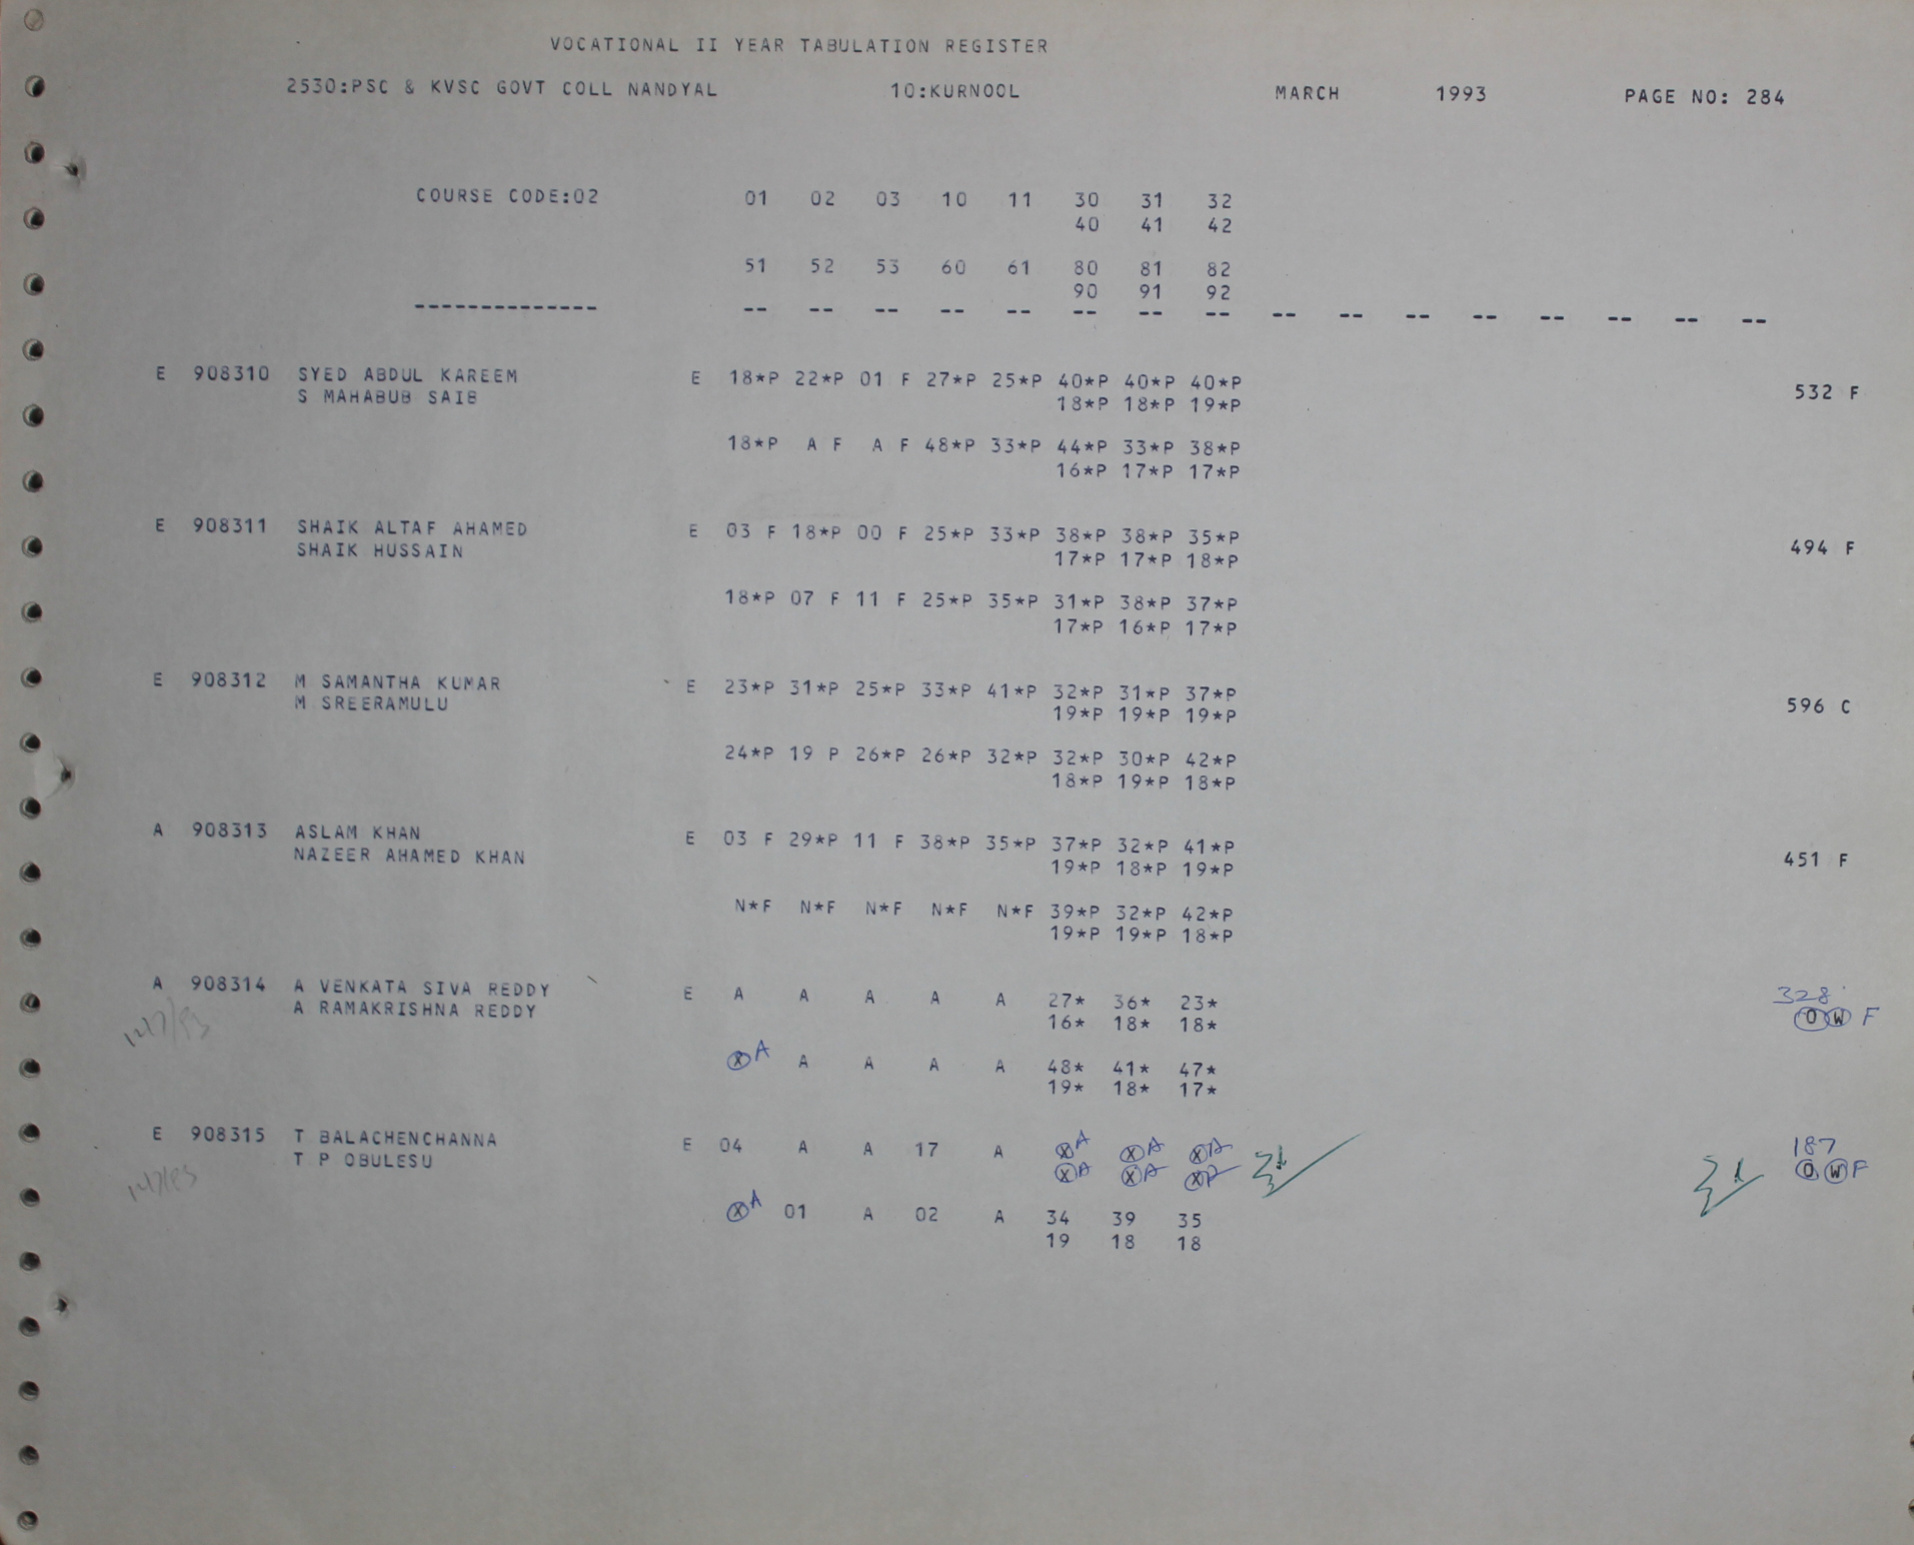 VOCATIONAL II YEAR TABULATION REGISTER
2530:PSC & KVSC GOVT COLL NANDYAL 10:KURNOOL MARCH 1993 PAGE NO: 284
COURSE CODE:02 01 02 03 10 11 30 31 32
40 41 42
51 52 53 60 61 80 81 82
90 91 92
-------------- -- -- -- -- -- -- -- -- -- -- -- -- -- -- -- --
E 908310 SYED ABDUL KAREEM E 18*P 22*P 01 F 27*P 25*P 40*P 40*P 40*P 532 F
S MAHABUB SAIB 18*P 18*P 19*P
18*P A F A F 48*P 33*P 44*P 33*P 38*P
16*P 17*P 17*P
E 908311 SHAIK ALTAF AHAMED E 03 F 18*P 00 F 25*P 33*P 38*P 38*P 35*P 494 F
SHAIK HUSSAIN 17*P 17*P 18*P
18*P 07 F 11 F 25*P 35*P 31*P 38*P 37*P
17*P 16*P 17*P
E 908312 M SAMANTHA KUMAR E 23*P 31*P 25*P 33*P 41*P 32*P 31*P 37*P 596 C
M SREERAMULU 19*P 19*P 19*P
24*P 19 P 26*P 26*P 32*P 32*P 30*P 42*P
18*P 19*P 18*P
A 908313 ASLAM KHAN E 03 F 29*P 11 F 38*P 35*P 37*P 32*P 41*P 451 F
NAZEER AHAMED KHAN 19*P 18*P 19*P
N*F N*F N*F N*F N*F 39*P 32*P 42*P
19*P 19*P 18*P
A 908314 A VENKATA SIVA REDDY E A A A A A 27* 36* 23* 328
A RAMAKRISHNA REDDY 16* 18* 18* O W F
X A A A A A 48* 41* 47*
19* 18* 17*
E 908315 T BALACHENCHANNA E 04 A A 17 A X A X A X A 187
T P OBULESU X A X A X A O W F
X A 01 A 02 A 34 39 35
19 18 18